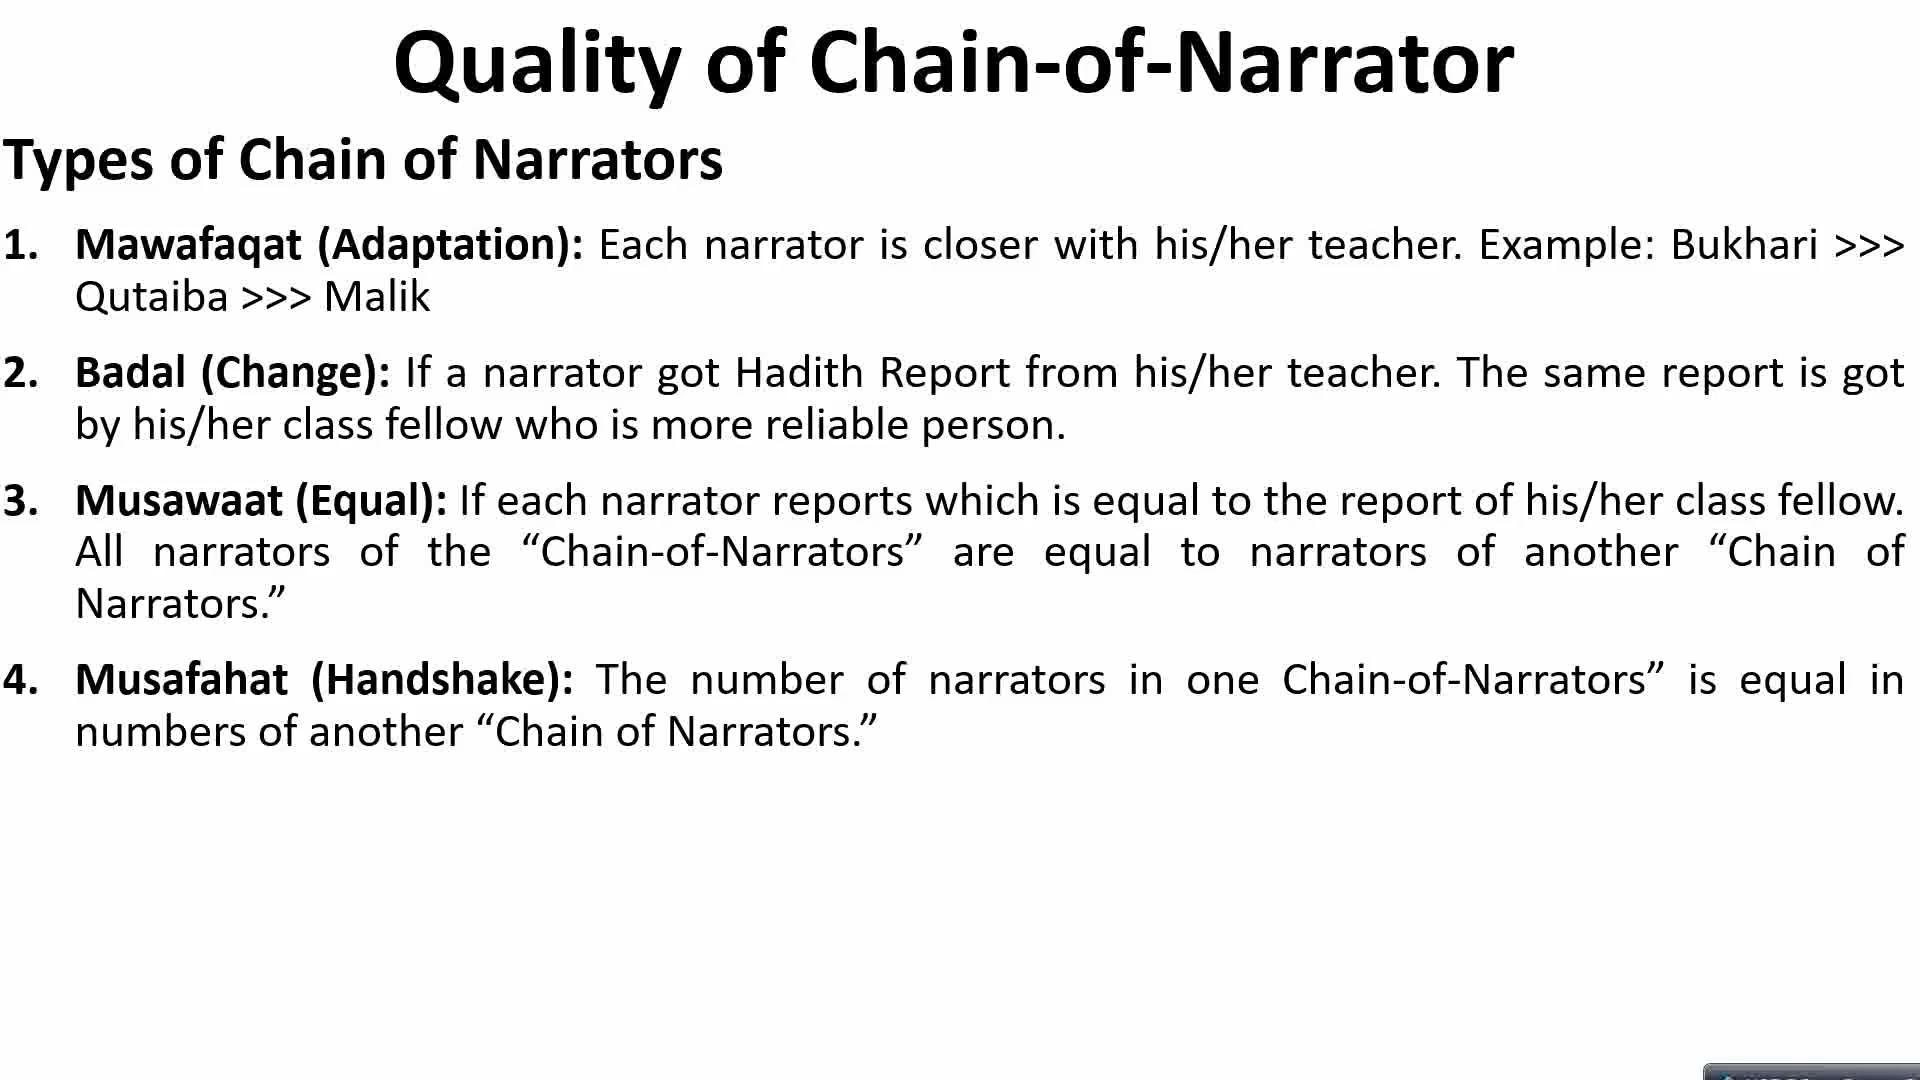 Quality of Chain-of-Narrator
Types of Chain of Narrators
1. Mawafaqat (Adaptation): Each narrator is closer with his/her teacher. Example: Bukhari >>>
Qutaiba >>> Malik
2. Badal (Change): If a narrator got Hadith Report from his/her teacher. The same report is got
by his/her class fellow who is more reliable person.
3. Musawaat (Equal): If each narrator reports which is equal to the report of his/her class fellow.
All narrators of the “Chain-of-Narrators” are equal to narrators of another “Chain of
Narrators.”
4. Musafahat (Handshake): The number of narrators in one Chain-of-Narrators” is equal in
numbers of another “Chain of Narrators.”